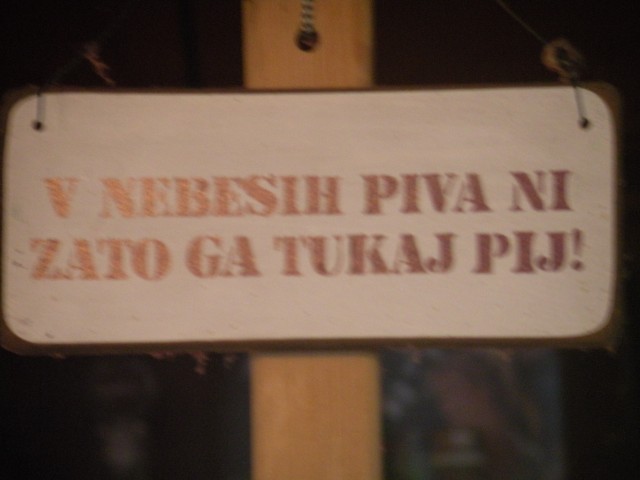 V NEBESIH PIVA NI
ZATO GA TUKAJ PIJ!